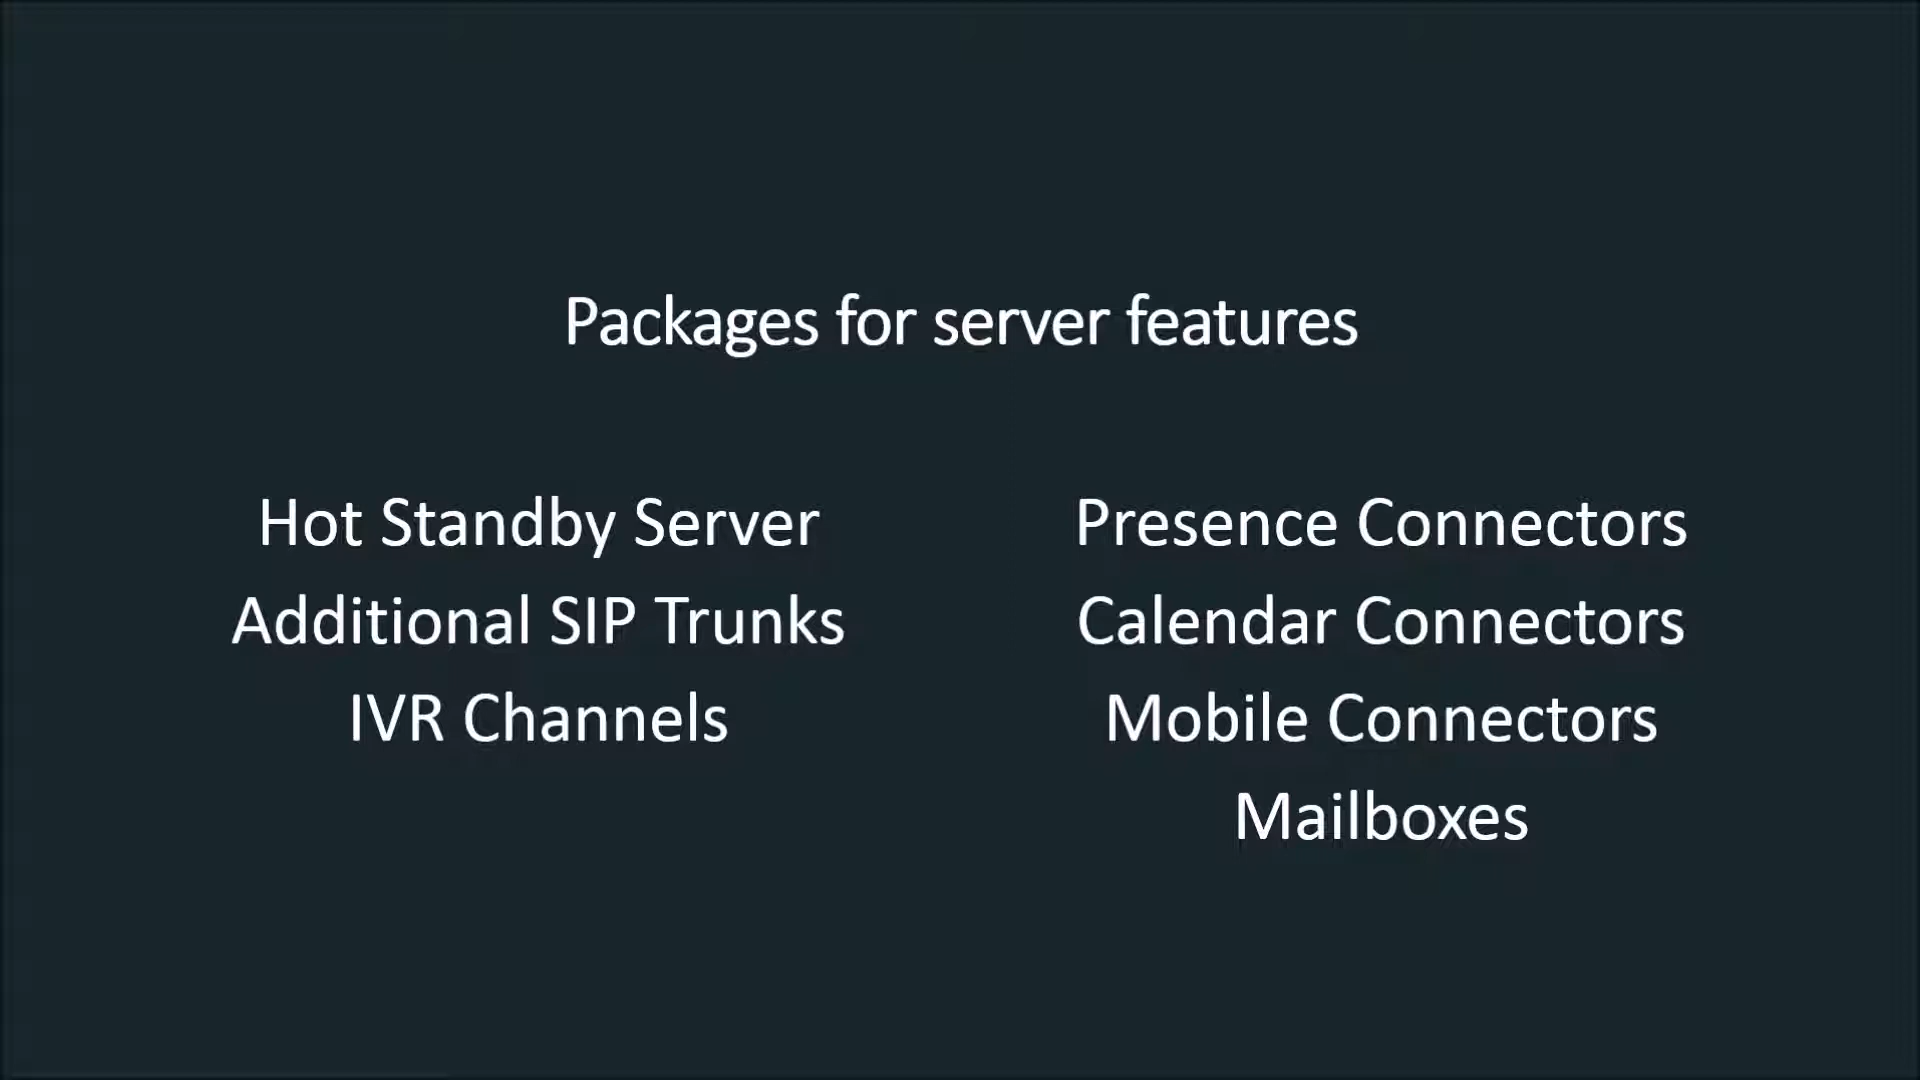 Packages for server features
Hot Standby Server
Additional SIP Trunks
IVR Channels
Presence Connectors
Calendar Connectors
Mobile Connectors
Mailboxes